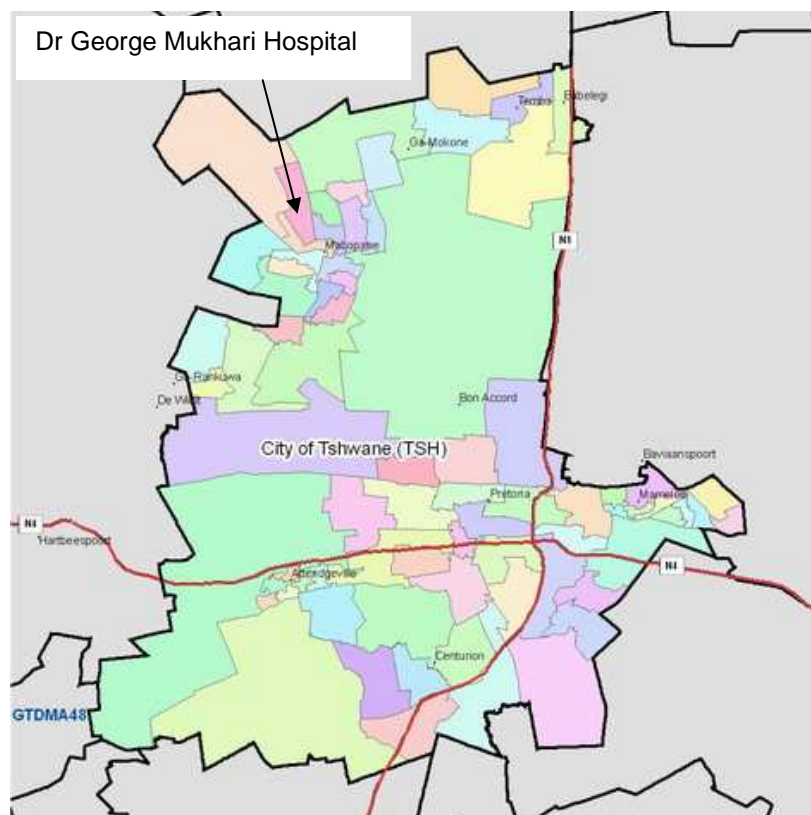 Dr George Mukhari Hospital
Temba
Babelegi
Ga-Mokone
N1
Mabopane
Ga-Rankuwa
De Wildt
Bon Accord
City of Tshwane (TSH)
Baviaanspoort
Pretoria
Mamelodi
N4
Hartbeespoort
N4
Atteridgeville
Centurion
GTDMA48